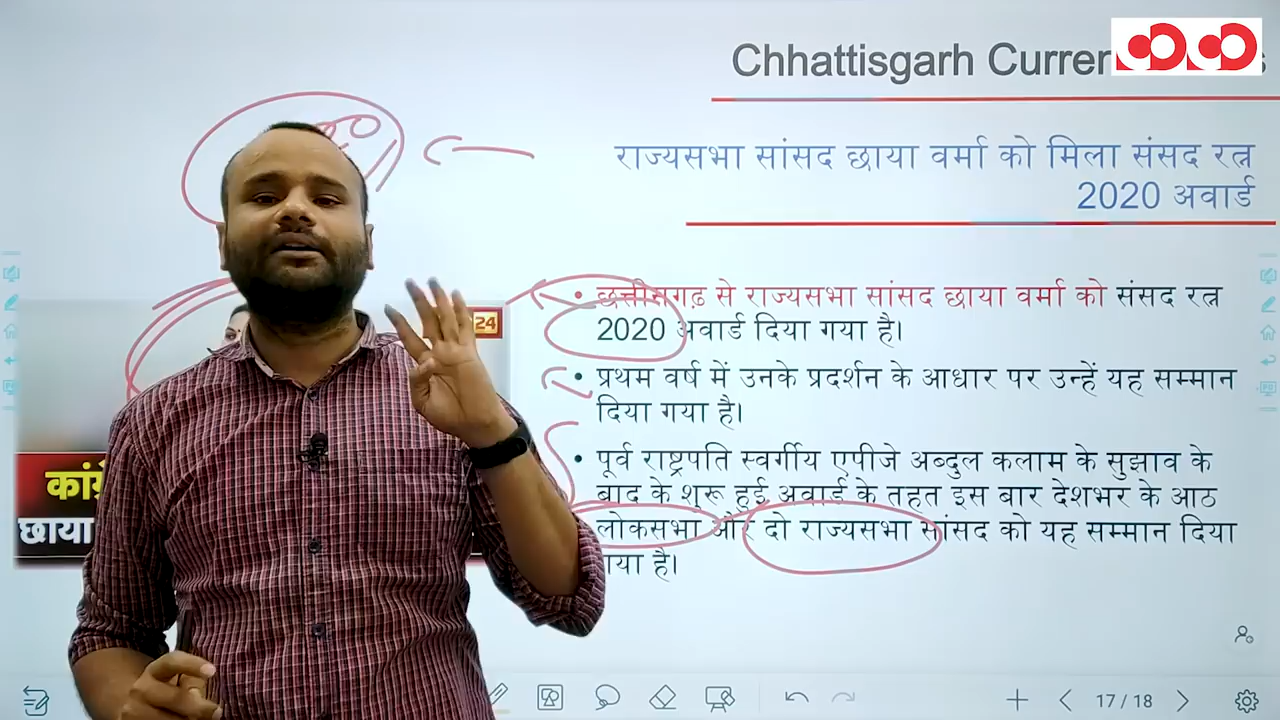 Chhattisgarh
राज्यसभा सांसद छाया वर्मा को मिला संसद रत्न
2020 अवार्ड
• छत्तीसगढ़ से राज्यसभा सांसद छाया वर्मा को संसद रत्न
2020 अवार्ड दिया गया है।
• प्रथम वर्ष में उनके प्रदर्शन के आधार पर उन्हें यह सम्मान
दिया गया है।
• पूर्व राष्ट्रपति स्वर्गीय एपीजे अब्दुल कलाम के सुझाव के
बाद के शुरू हुई अवार्ड के तहत इस बार देशभर के आठ
लोकसभा और दो राज्यसभा सांसद को यह सम्मान दिया
गया है।
24
छाया
17 / 18